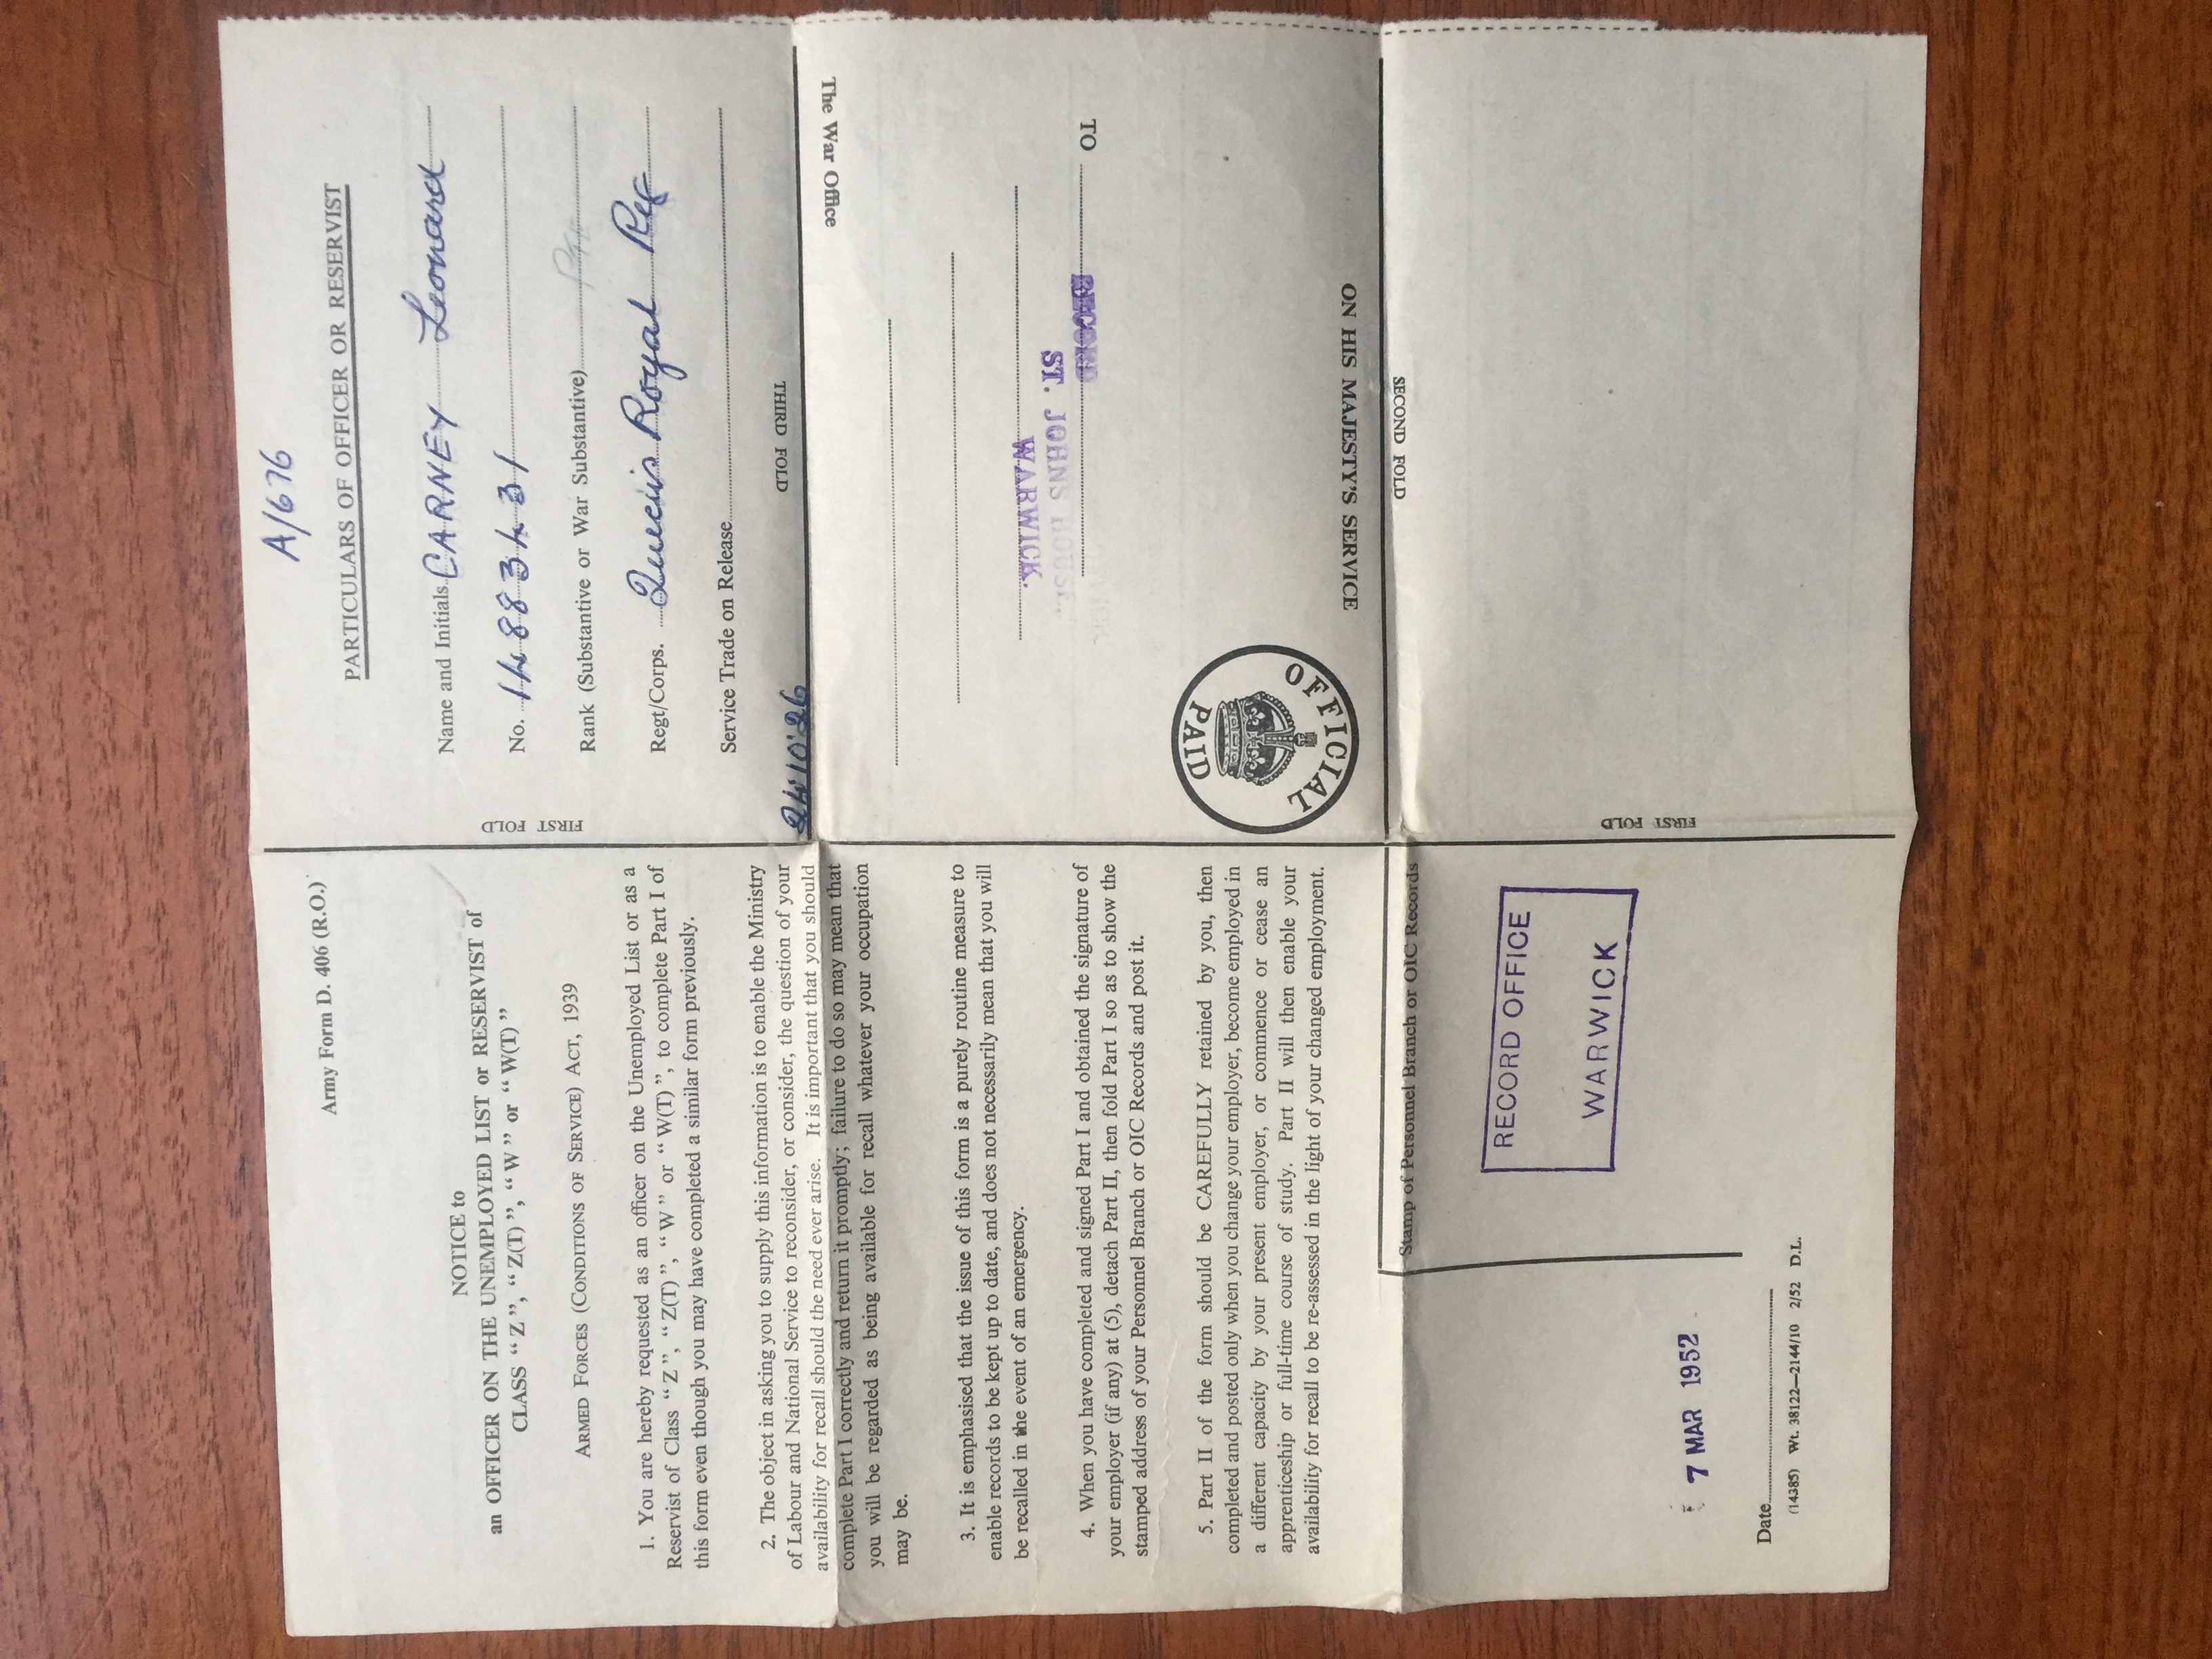 Army Form D. 406 (R.O.)
NOTICE to
an OFFICER ON THE UNEMPLOYED LIST or RESERVIST of
CLASS “ Z ”, “ Z(T) ”, “ W ” or “ W(T) ”
ARMED FORCES (CONDITIONS OF SERVICE) ACT, 1939
1. You are hereby requested as an officer on the Unemployed List or as a
Reservist of Class “ Z ”, “ Z(T) ”, “ W ” or “ W(T) ”, to complete Part I of
this form even though you may have completed a similar form previously.
2. The object in asking you to supply this information is to enable the Ministry
of Labour and National Service to reconsider, or consider, the question of your
availability for recall should the need ever arise. It is important that you should
complete Part I correctly and return it promptly; failure to do so may mean that
you will be regarded as being available for recall whatever your occupation
may be.
3. It is emphasised that the issue of this form is a purely routine measure to
enable records to be kept up to date, and does not necessarily mean that you will
be recalled in the event of an emergency.
4. When you have completed and signed Part I and obtained the signature of
your employer (if any) at (5), detach Part II, then fold Part I so as to show the
stamped address of your Personnel Branch or OIC Records and post it.
5. Part II of the form should be CAREFULLY retained by you, then
completed and posted only when you change your employer, become employed in
a different capacity by your present employer, or commence or cease an
apprenticeship or full-time course of study. Part II will then enable your
availability for recall to be re-assessed in the light of your changed employment.
Stamp of Personnel Branch or OIC Records
RECORD OFFICE
WARWICK
7 MAR 1952
Date
(14385) Wt. 38122—2144/10 2/52 D.L.
A/676
PARTICULARS OF OFFICER OR RESERVIST
Name and Initials CARNEY Leonard
No. 14883431
Rank (Substantive or War Substantive)
Regt/Corps. Queens Royal Reg
Service Trade on Release
24.10.26
FIRST FOLD
THIRD FOLD
ON HIS MAJESTY'S SERVICE
OFFICIAL
PAID
TO RECORD
ST. JOHNS HOUSE,
WARWICK.
The War Office
SECOND FOLD
FIRST FOLD